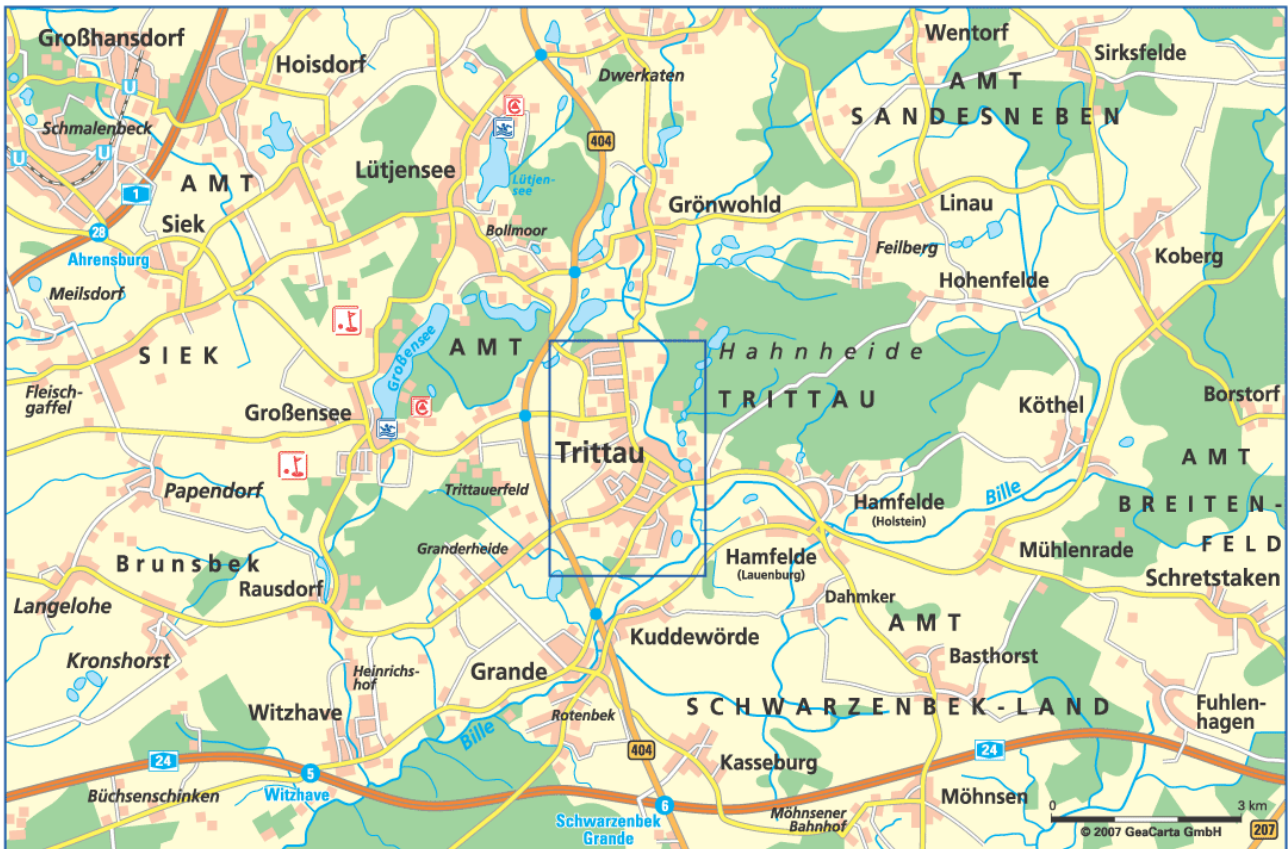 Großhansdorf
Hoisdorf
Dwerkaten
Wentorf
Sirksfelde
AMT
SANDESNEBEN
U
Schmalenbeck
U
U
404
Lütjensee
Lütjen-
see
AMT
1
Siek
28
Ahrensburg
Bollmoor
Grönwohld
Linau
Feilberg
Koberg
Hohenfelde
Meilsdorf
SIEK
Großensee
AMT
Hahnheide
TRITTAU
Fleisch-
gaffel
Großensee
Köthel
Borstorf
Trittau
AMT
BREITEN-
FELD
Papendorf
Trittauerfeld
Hamfelde
(Holstein)
Bille
Brunsbek
Granderheide
Hamfelde
(Lauenburg)
Mühlenrade
Rausdorf
Schretstaken
Langelohe
Dahmker
AMT
Kuddewörde
Kronshorst
Heinrichs-
hof
Grande
Basthorst
SCHWARZENBEK-LAND
Witzhave
Rotenbek
Fuhlen-
hagen
Bille
24
404
24
5
Witzhave
Kasseburg
Büchsenschinken
6
Schwarzenbek
Grande
Möhnsener
Bahnhof
Möhnsen
0
3 km
© 2007 GeaCarta GmbH
207